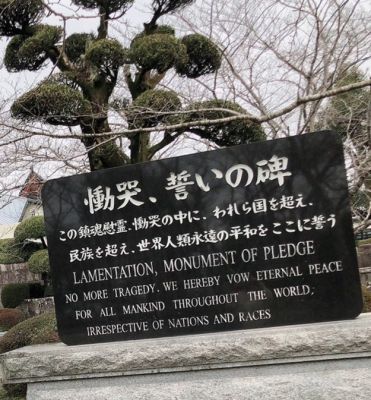 慟哭、誓いの碑
この鎮魂慰霊、慟哭の中に、われら国を超え、
民族を超え、世界人類永遠の平和をここに誓う
LAMENTATION, MONUMENT OF PLEDGE
NO MORE TRAGEDY. WE HEREBY VOW ETERNAL PEACE
FOR ALL MANKIND THROUGHOUT THE WORLD,
IRRESPECTIVE OF NATIONS AND RACES